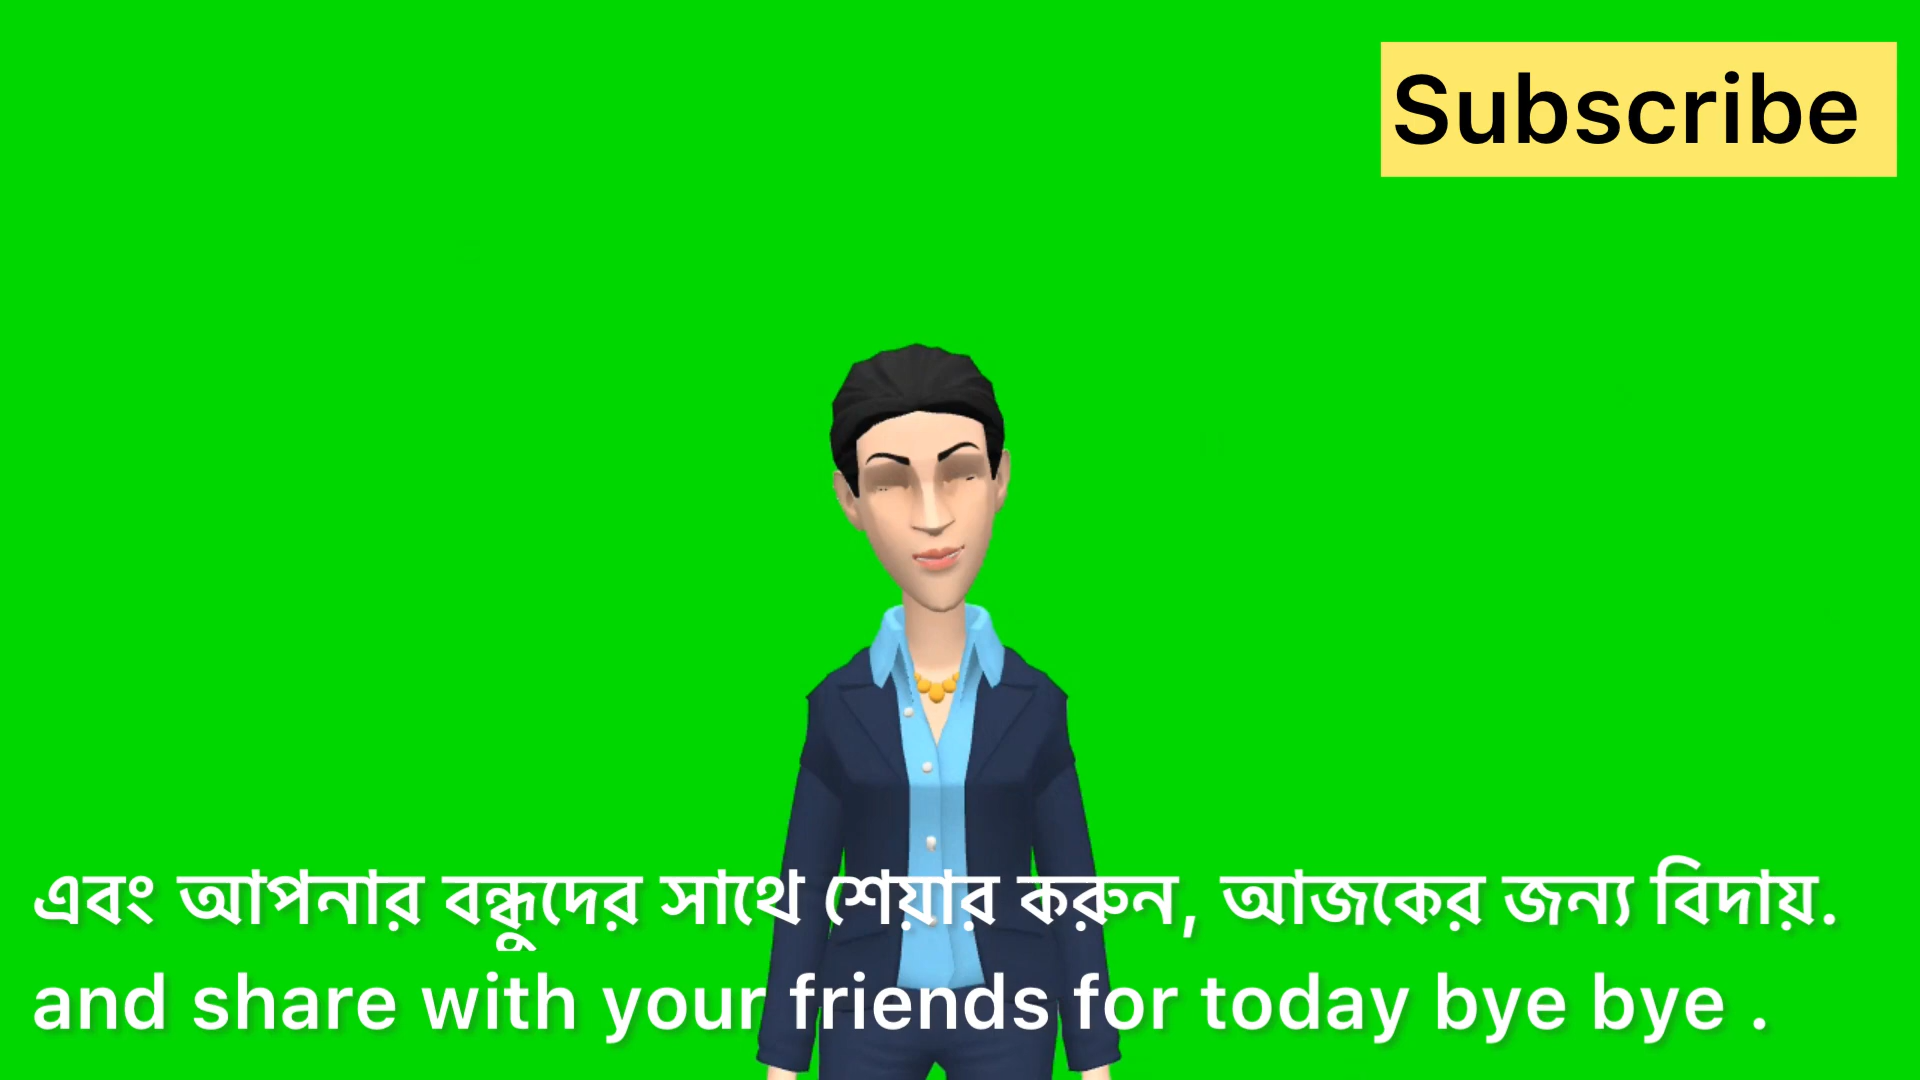 Subscribe
এবং আপনার বন্ধুদের সাথে শেয়ার করুন, আজকের জন্য বিদায়.
and share with your friends for today bye bye .